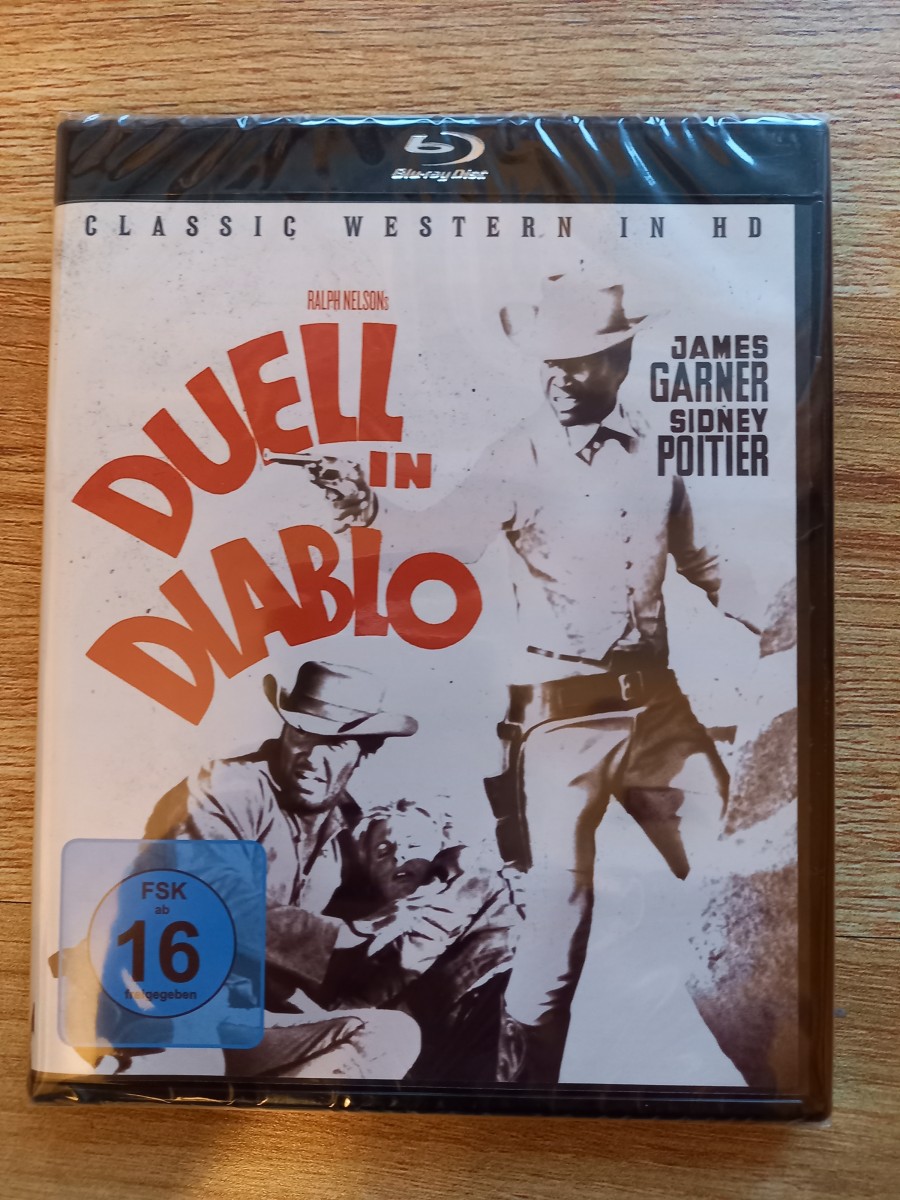 Blu-ray Disc
CLASSIC WESTERN IN HD
RALPH NELSONs
DUELL
IN
DIABLO
JAMES
GARNER
SIDNEY
POITIER
FSK
ab
16
freigegeben